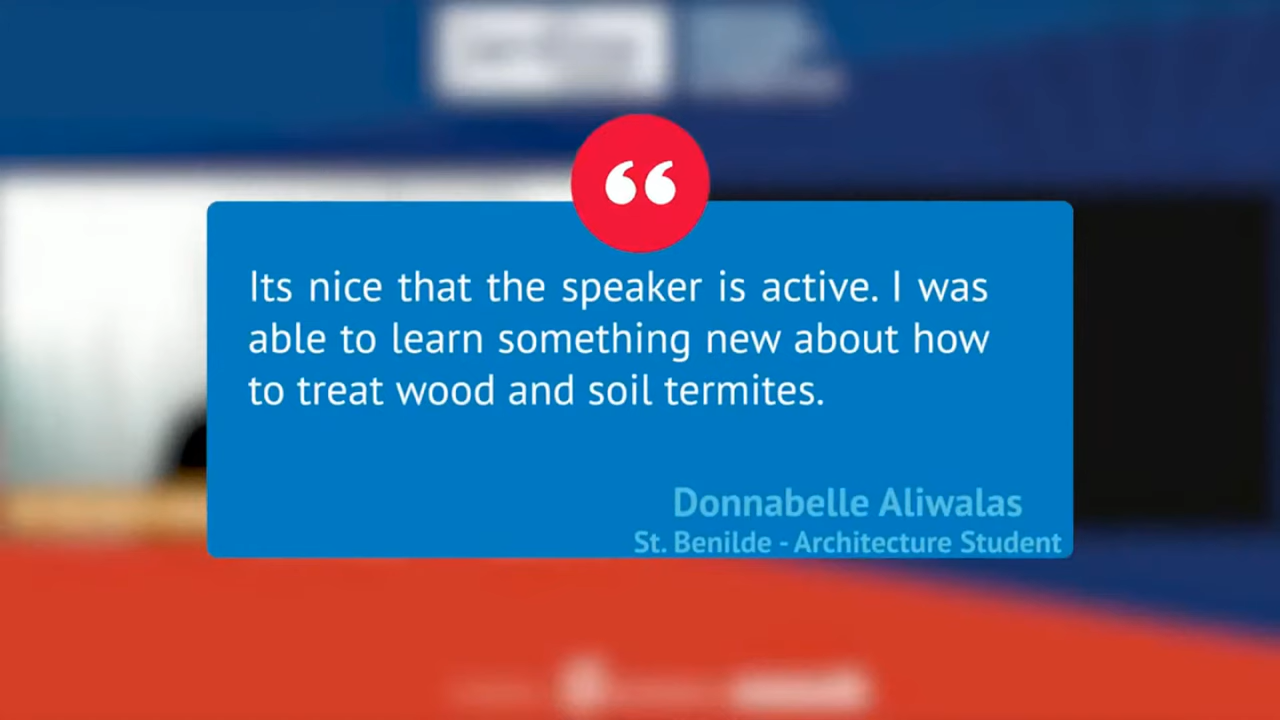 “
Its nice that the speaker is active. I was
able to learn something new about how
to treat wood and soil termites.
Donnabelle Aliwalas
St. Benilde - Architecture Student